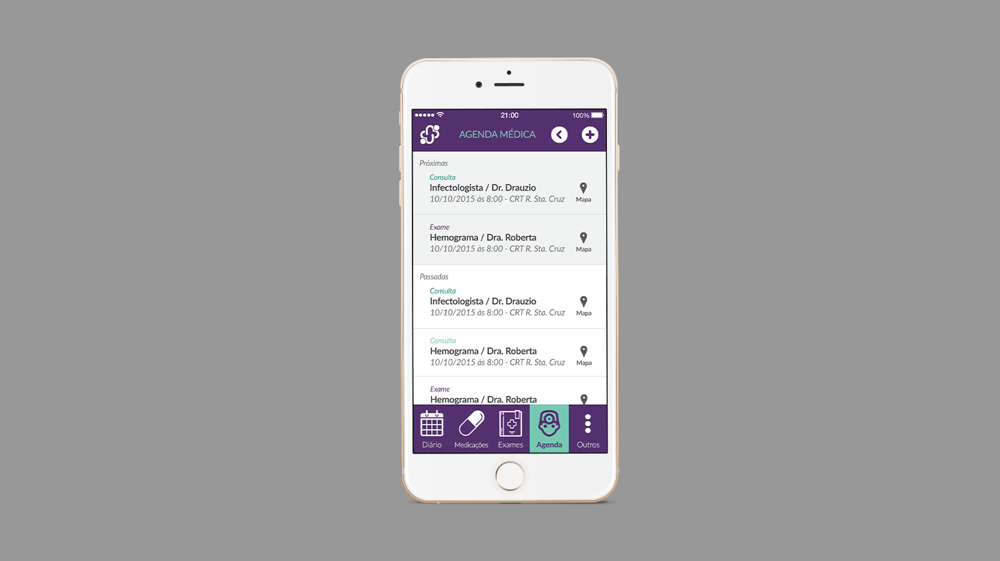 21:00
100%
AGENDA MÉDICA
Próximas
Consulta
Infectologista / Dr. Drauzio
10/10/2015 às 8:00 - CRT R. Sta. Cruz
Mapa
Exame
Hemograma / Dra. Roberta
10/10/2015 às 8:00 - CRT R. Sta. Cruz
Mapa
Passadas
Consulta
Infectologista / Dr. Drauzio
10/10/2015 às 8:00 - CRT R. Sta. Cruz
Mapa
Consulta
Hemograma / Dra. Roberta
10/10/2015 às 8:00 - CRT R. Sta. Cruz
Mapa
Exame
Hemograma / Dra. Roberta
Diário
Medicações
Exames
Agenda
Outros